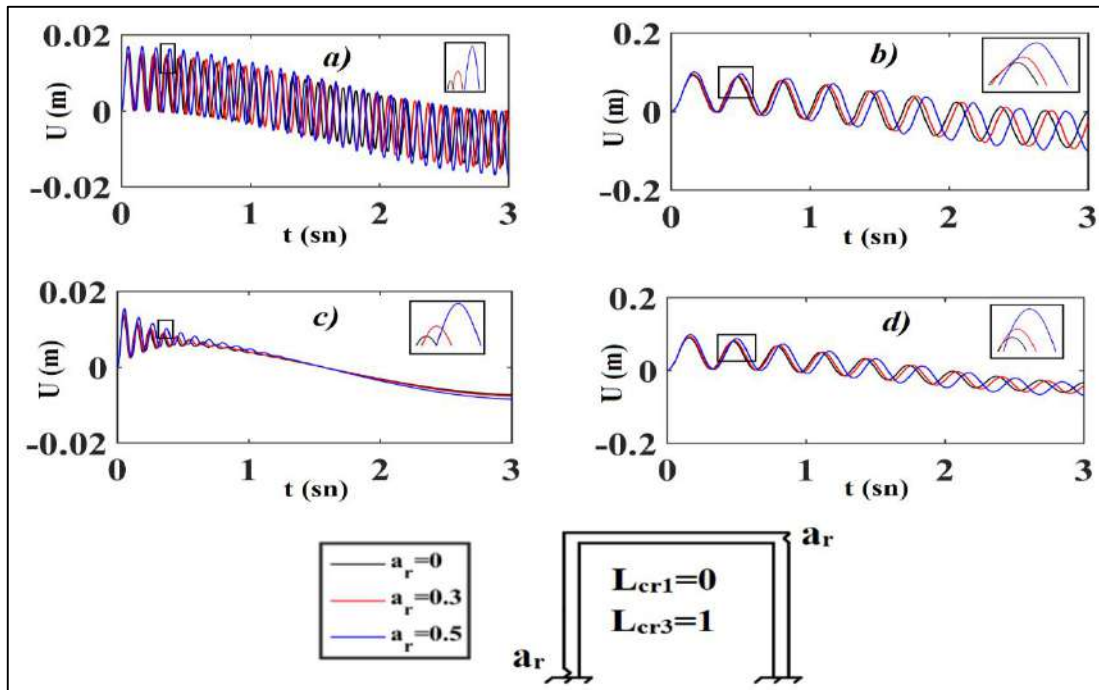 0.02
a)
U (m)
0
-0.02
0
1
2
3
t (sn)
0.2
b)
U (m)
0
-0.2
0
1
2
3
t (sn)
0.02
c)
U (m)
0
-0.02
0
1
2
3
t (sn)
0.2
d)
U (m)
0
-0.2
0
1
2
3
t (sn)
a_r=0
a_r=0.3
a_r=0.5
a_r
L_cr1=0
L_cr3=1
a_r